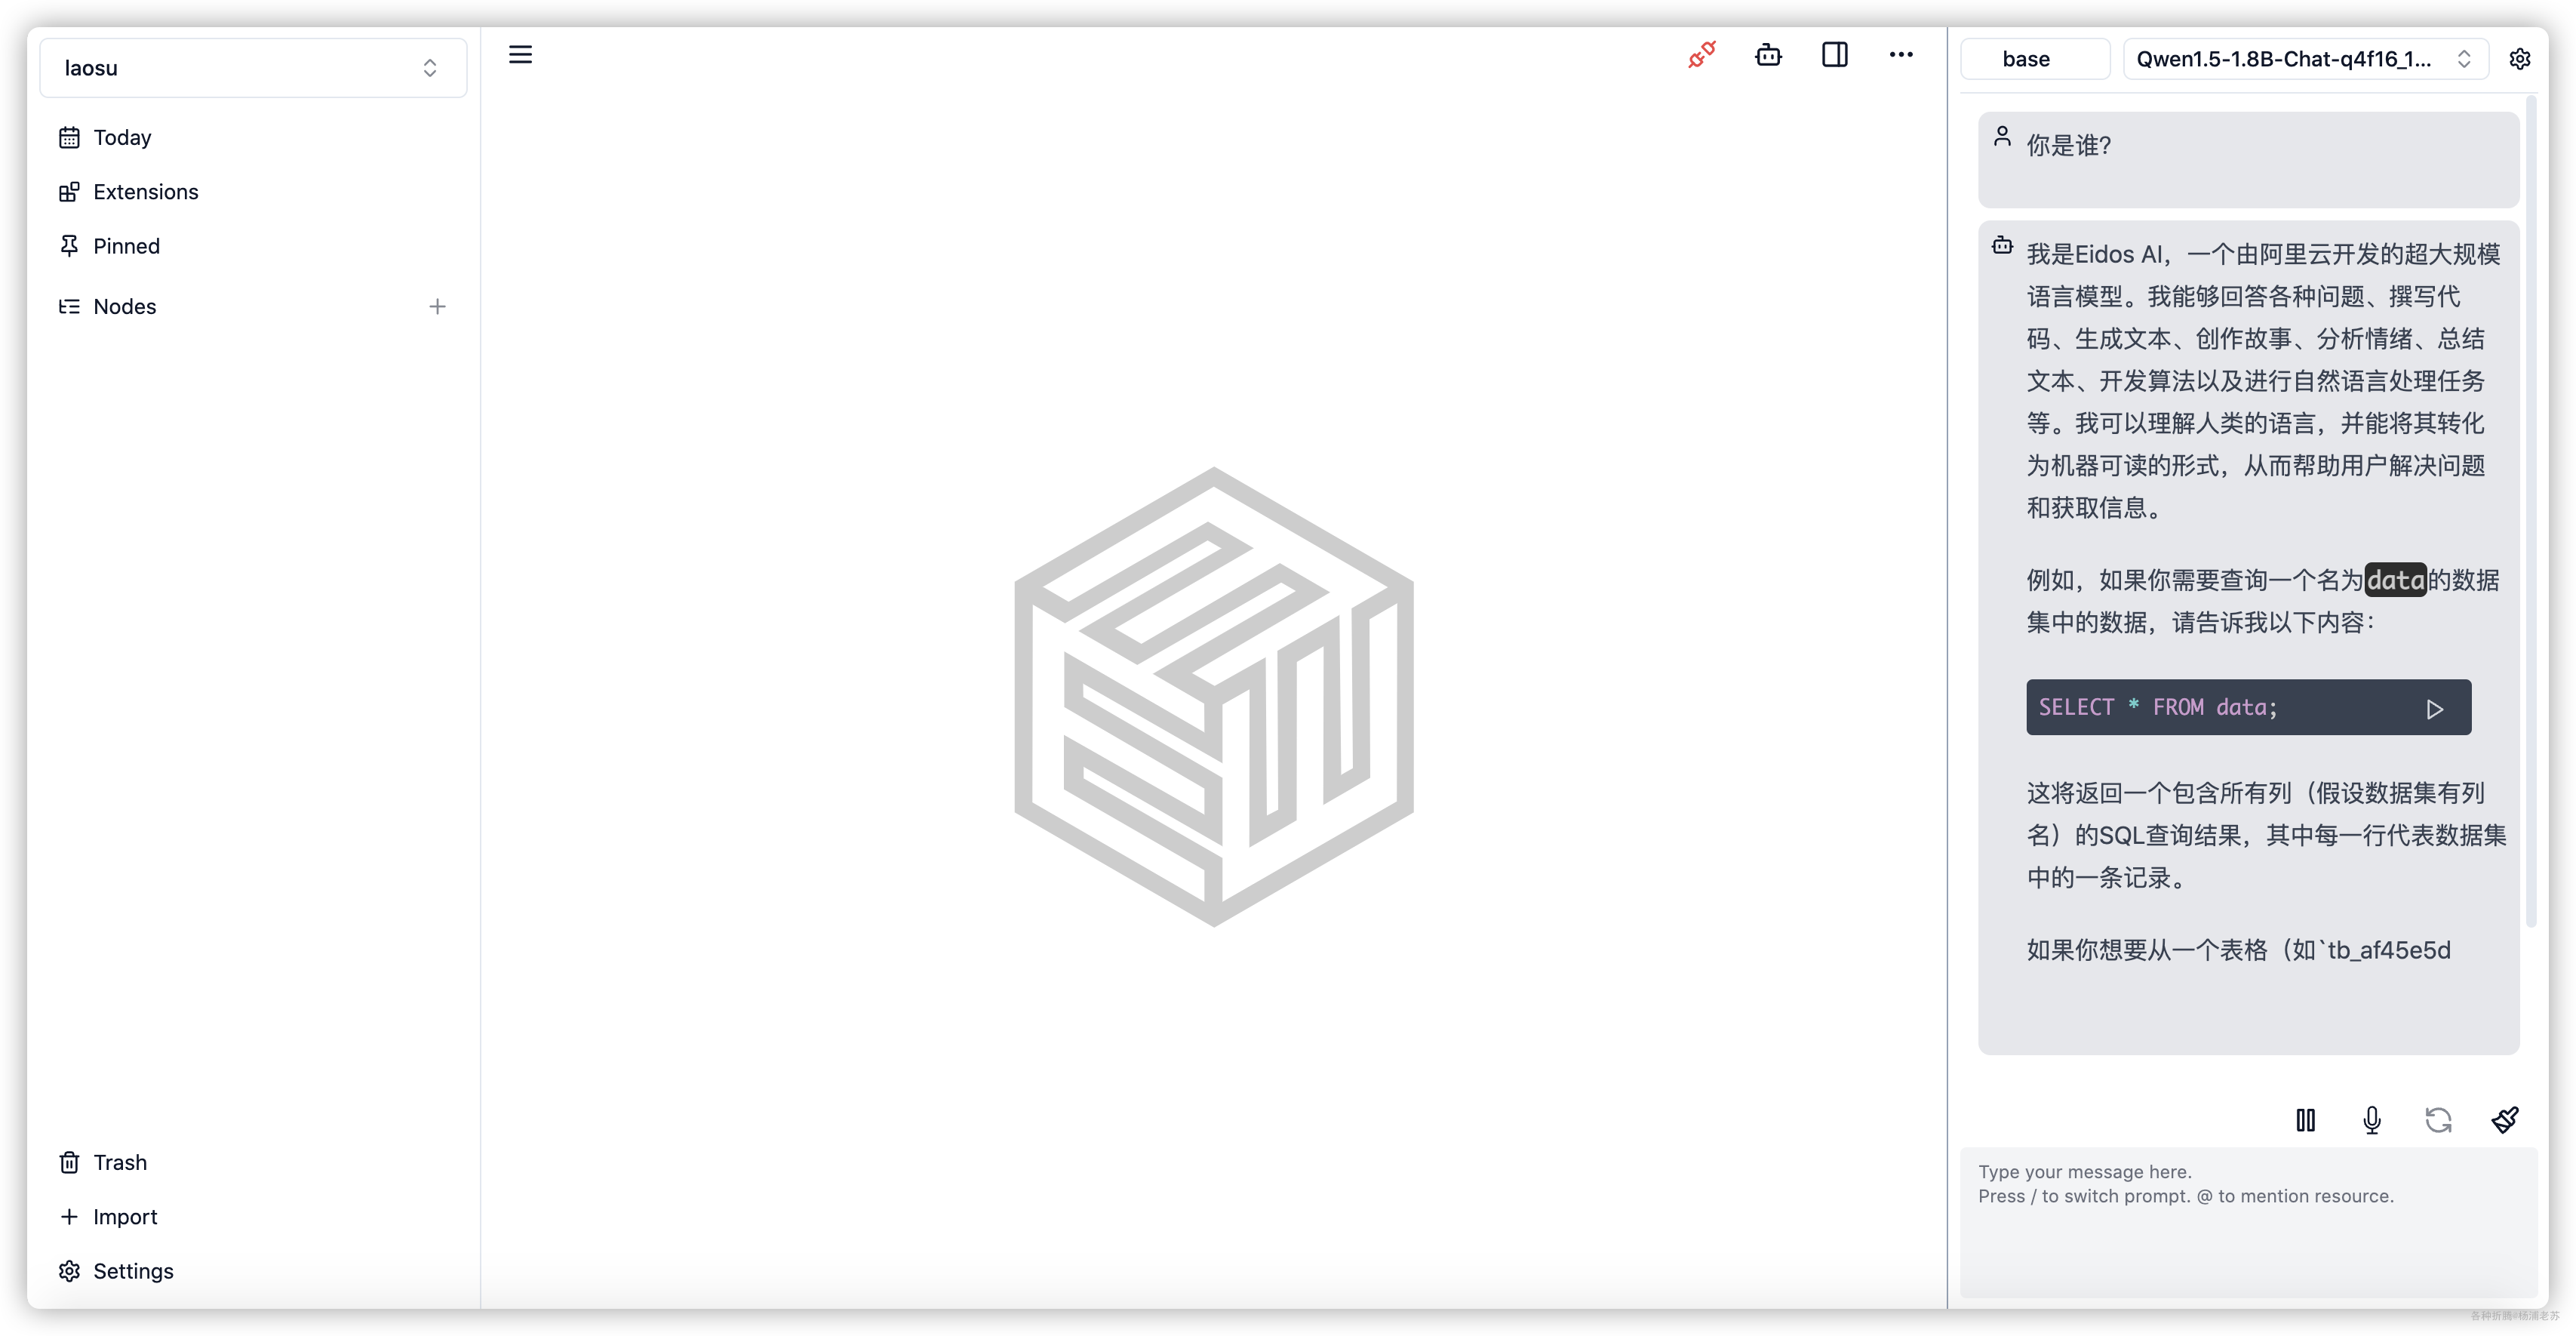 laosu
Today
Extensions
Pinned
Nodes
Trash
Import
Settings
base
Qwen1.5-1.8B-Chat-q4f16_1...
你是谁?
我是Eidos AI，一个由阿里云开发的超大规模
语言模型。我能够回答各种问题、撰写代
码、生成文本、创作故事、分析情绪、总结
文本、开发算法以及进行自然语言处理任务
等。我可以理解人类的语言，并能将其转化
为机器可读的形式，从而帮助用户解决问题
和获取信息。
例如，如果你需要查询一个名为data的数据
集中的数据，请告诉我以下内容：
SELECT * FROM data;
这将返回一个包含所有列（假设数据集有列
名）的SQL查询结果，其中每一行代表数据集
中的一条记录。
如果你想要从一个表格（如`tb_af45e5d
Type your message here.
Press / to switch prompt. @ to mention resource.
各种折腾@杨浦老苏